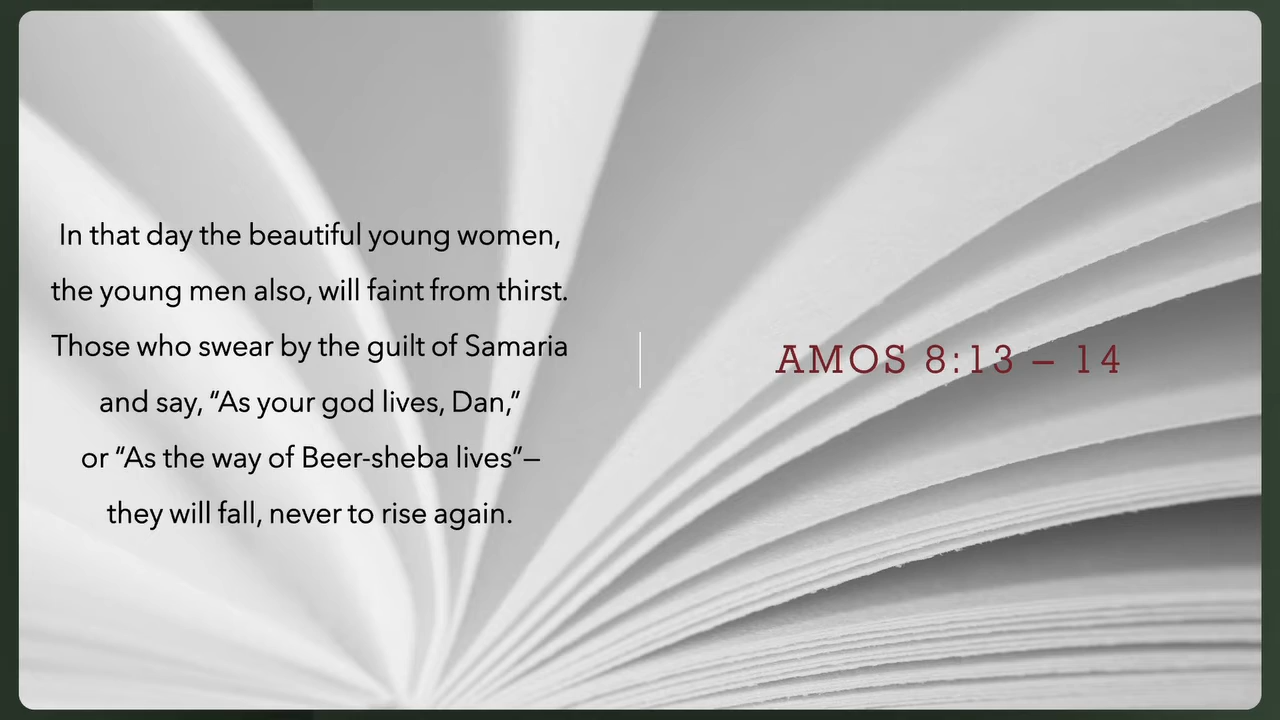 In that day the beautiful young women,
the young men also, will faint from thirst.
Those who swear by the guilt of Samaria
and say, “As your god lives, Dan,”
or “As the way of Beer-sheba lives”—
they will fall, never to rise again.
AMOS 8:13 – 14